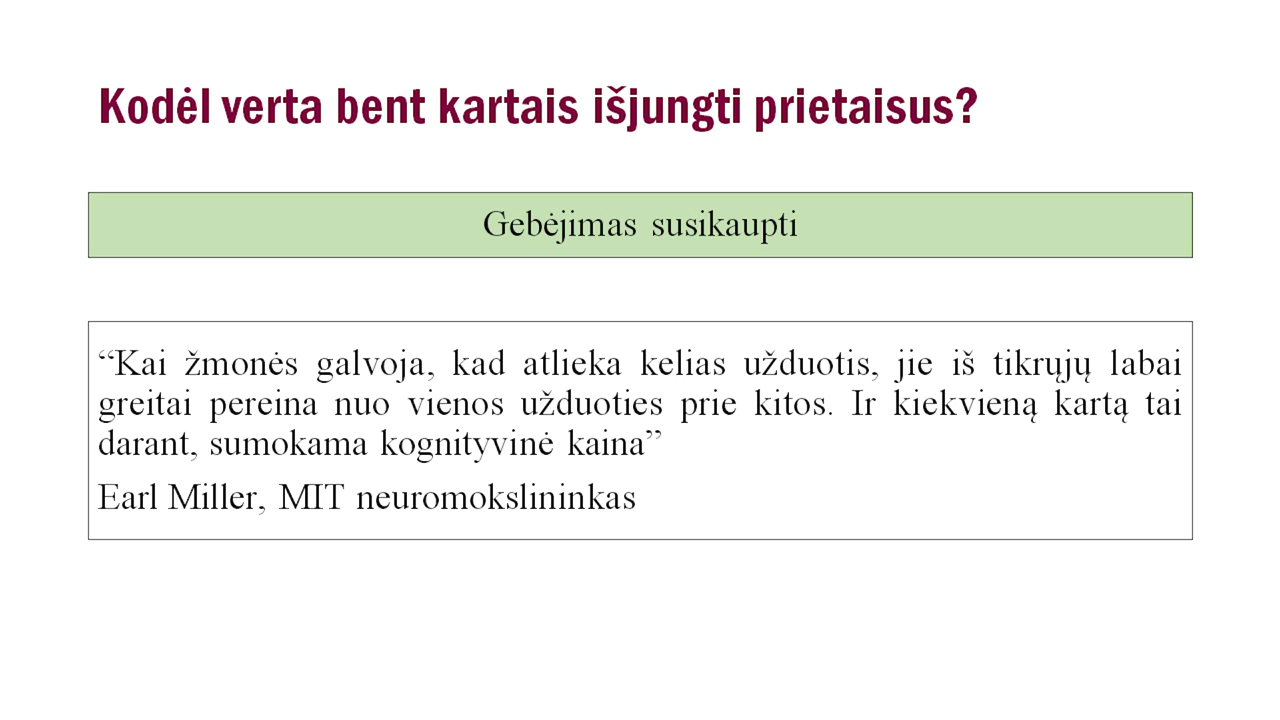 Kodėl verta bent kartais išjungti prietaisus?
Gebėjimas susikaupti
“Kai žmonės galvoja, kad atlieka kelias užduotis, jie iš tikrųjų labai
greitai pereina nuo vienos užduoties prie kitos. Ir kiekvieną kartą tai
darant, sumokama kognityvinė kaina”
Earl Miller, MIT neuromokslininkas